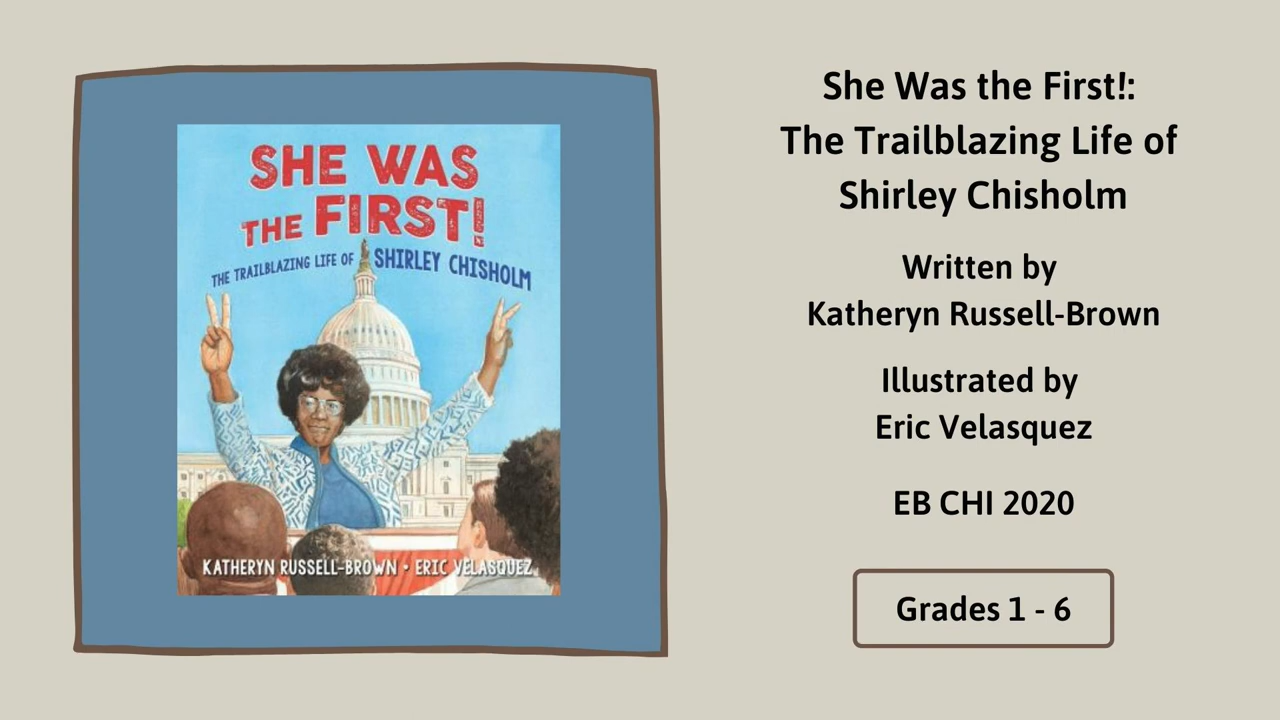 SHE WAS
THE FIRST!
THE TRAILBLAZING LIFE OF SHIRLEY CHISHOLM
KATHERYN RUSSELL-BROWN • ERIC VELASQUEZ
She Was the First!:
The Trailblazing Life of
Shirley Chisholm
Written by
Katheryn Russell-Brown
Illustrated by
Eric Velasquez
EB CHI 2020
Grades 1 - 6